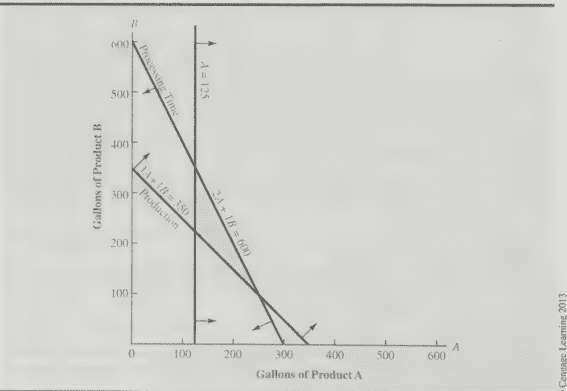 B
600
500
400
300
200
100
0
100
200
300
400
500
600
A
Processing Time
A = 125
2A + 1B = 600
1A + 1B = 350
Production
Gallons of Product B
Gallons of Product A
Cengage Learning 2013